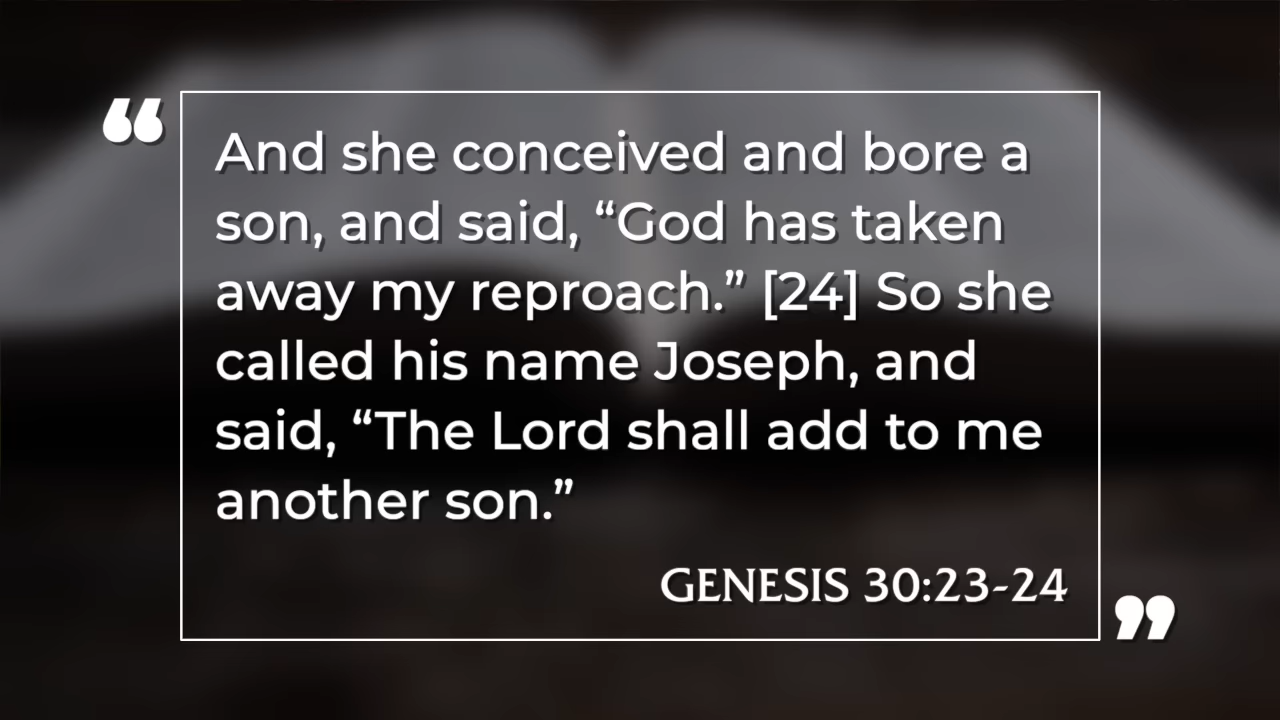 “
And she conceived and bore a
son, and said, “God has taken
away my reproach.” [24] So she
called his name Joseph, and
said, “The Lord shall add to me
another son.”
GENESIS 30:23-24
”